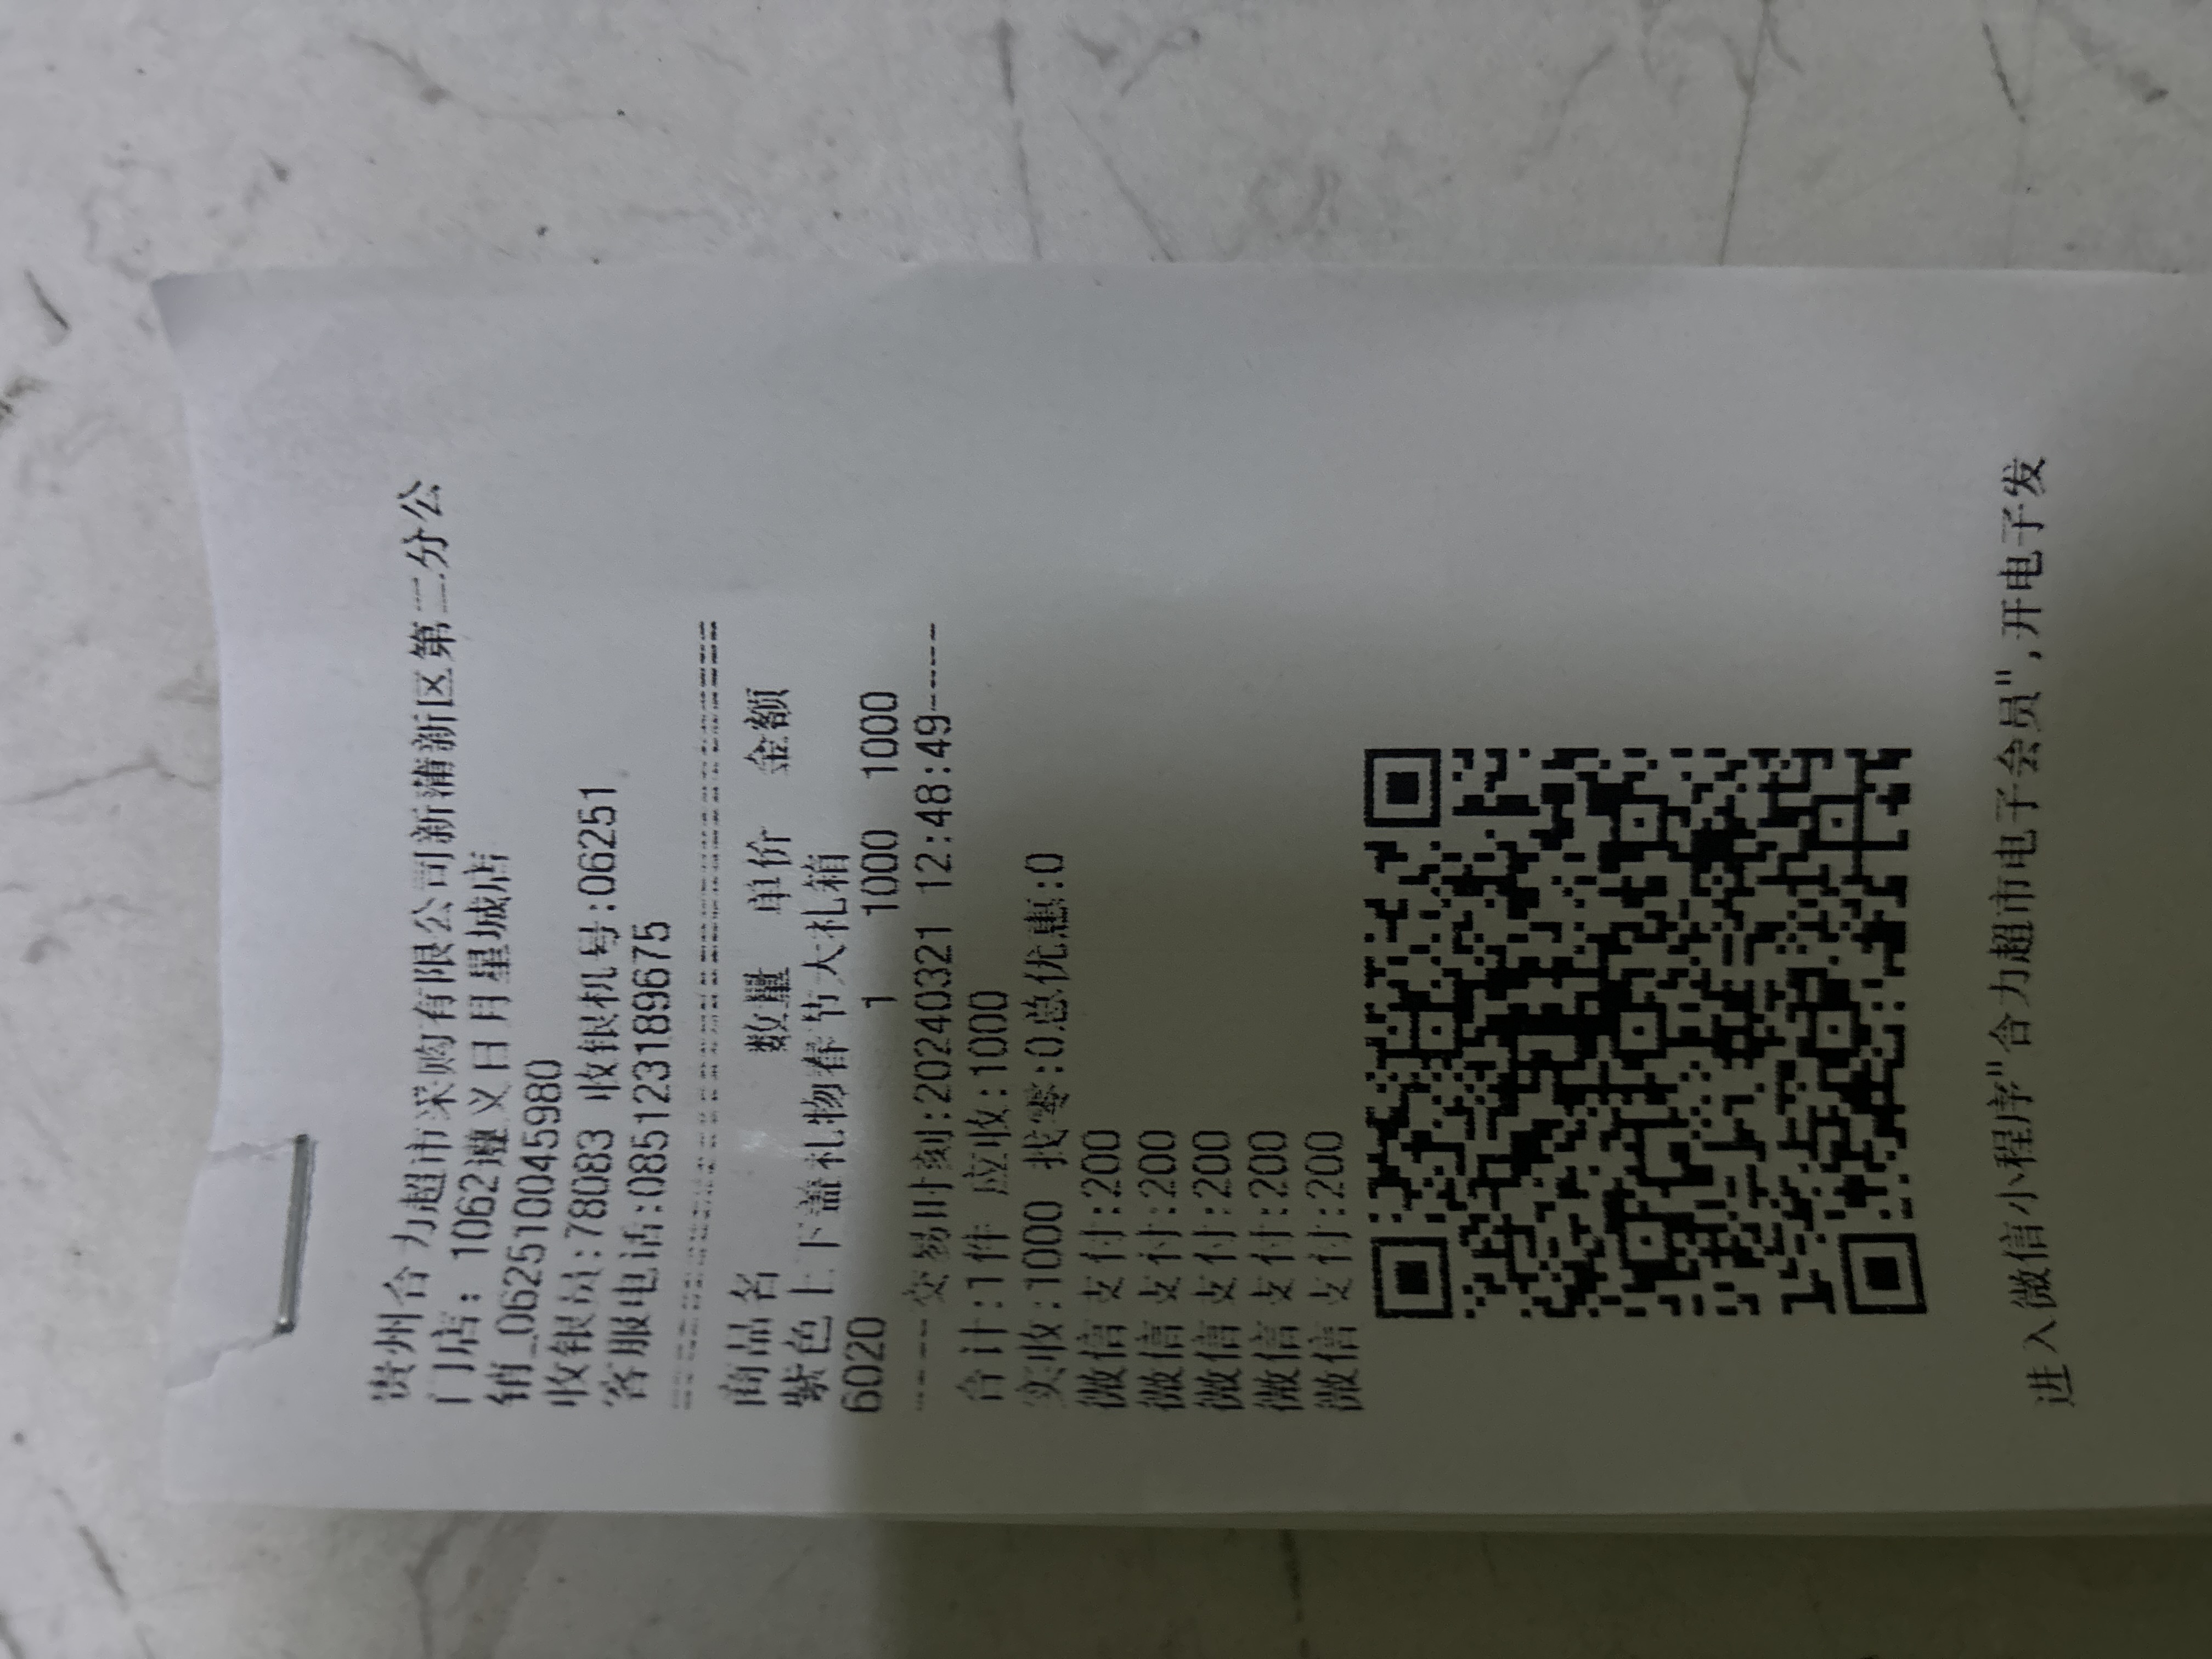 贵州合力超市采购有限公司新蒲新区第二分公
门店：1062遵义日月星城店
销_0625100045980
收银员:78083 收银机号:06251
客服电话:085123189675
商品名 数量 单价 金额
紫色上下盖礼物春节大礼箱
6020 1 1000 1000
----交易时刻:20240321 12:48:49-----
合计:1件 应收:1000
实收:1000 找零:0总优惠:0
微信支付:200
微信支付:200
微信支付:200
微信支付:200
微信支付:200
进入微信小程序"合力超市电子会员",开电子发